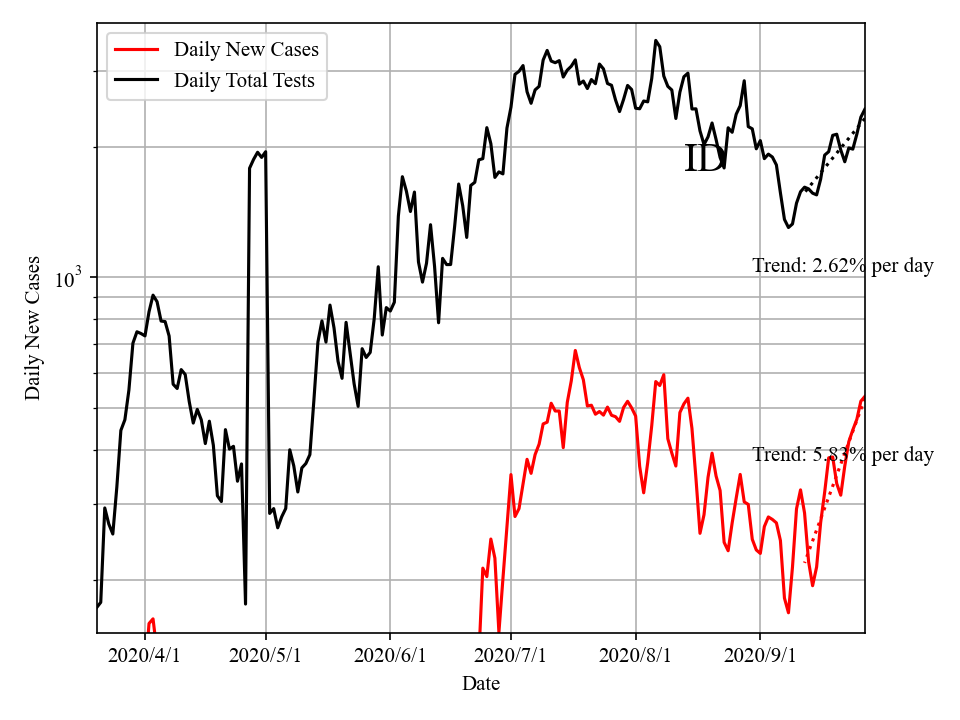 Daily New Cases
Daily Total Tests
ID
Trend: 2.62% per day
Trend: 5.83% per day
Daily New Cases
10³
2020/4/1 2020/5/1 2020/6/1 2020/7/1 2020/8/1 2020/9/1
Date